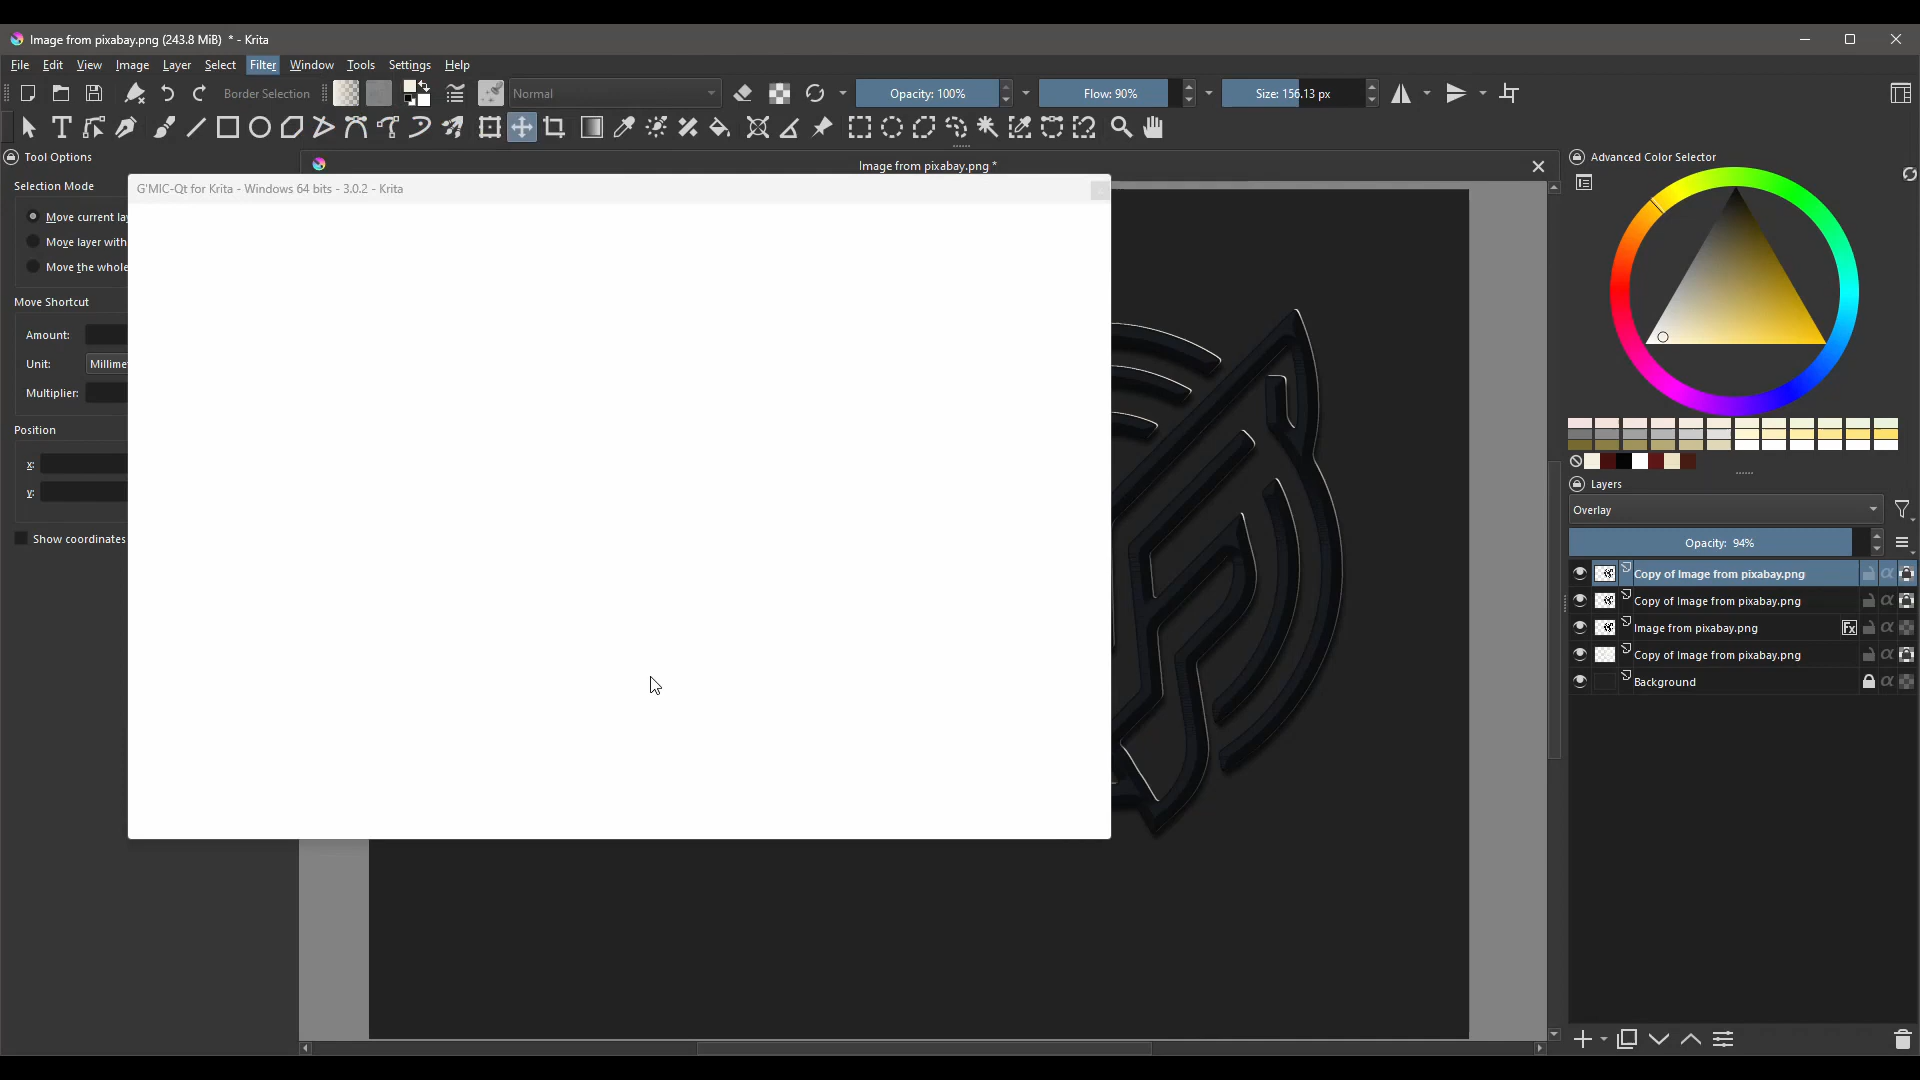 Image from pixabay.png (243.8 MiB) * - Krita
File Edit View Image Layer Select Filter Window Tools Settings Help
Border Selection Normal Opacity: 100% Flow: 90% Size: 156.13 px
Tool Options
Image from pixabay.png *
Advanced Color Selector
Selection Mode
G'MIC-Qt for Krita - Windows 64 bits - 3.0.2 - Krita
Move current lay
Move layer with
Move the whole
Move Shortcut
Amount:
Unit: Millime
Multiplier:
Position
x:
y:
Show coordinates
Layers
Overlay
Opacity: 94%
Copy of Image from pixabay.png
Copy of Image from pixabay.png
Image from pixabay.png
Copy of Image from pixabay.png
Background